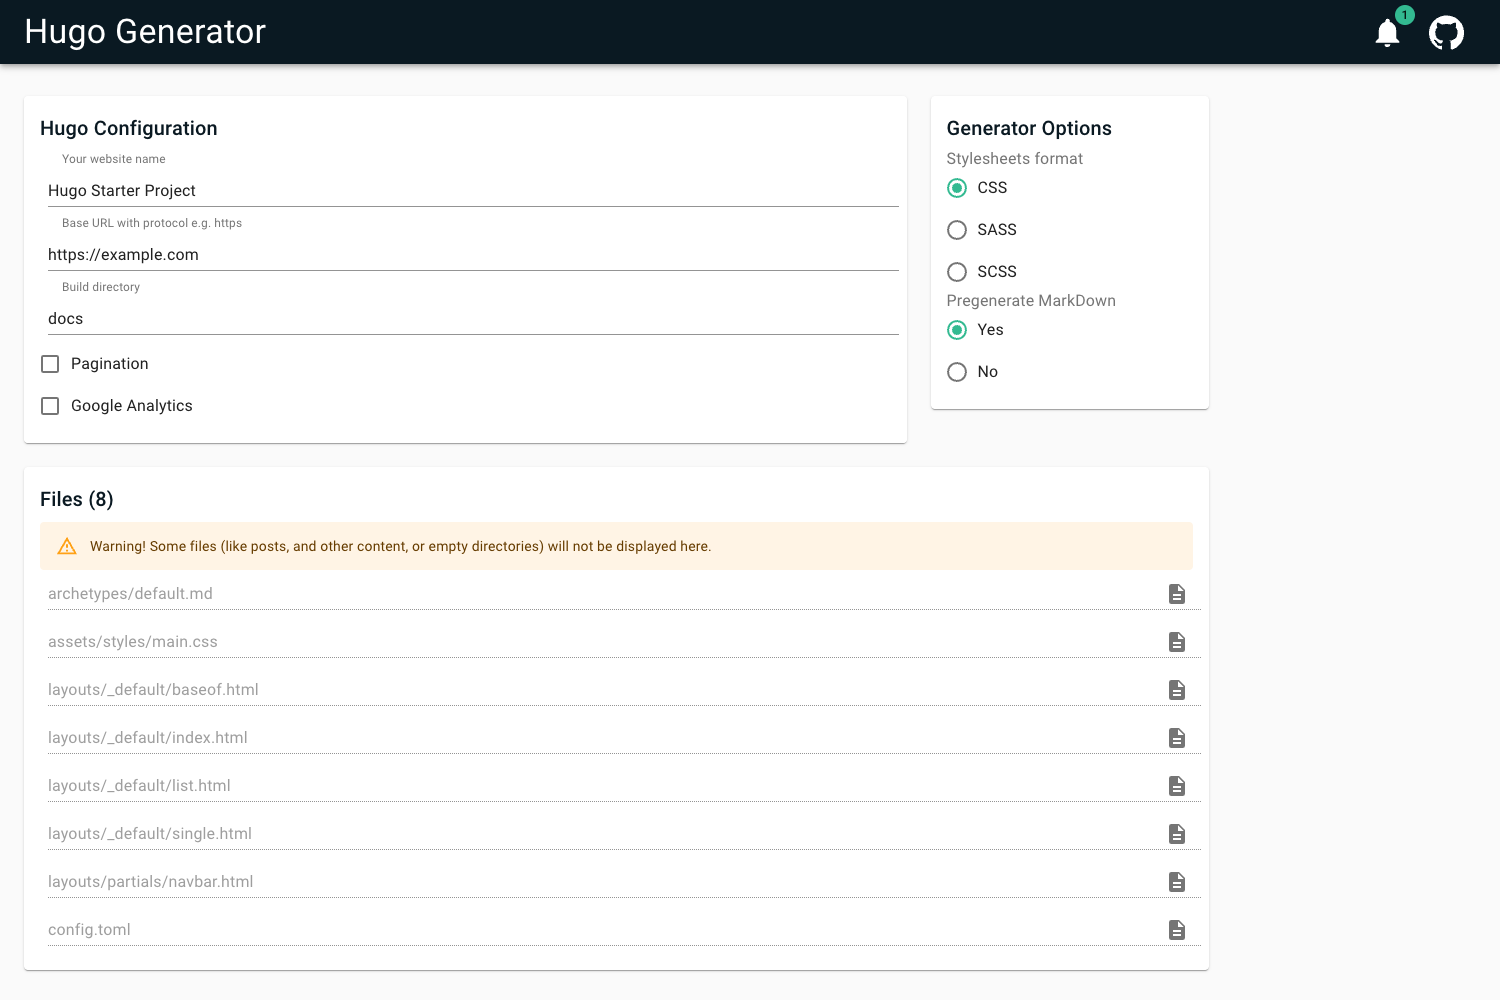 Hugo Generator
1
Hugo Configuration
Your website name
Hugo Starter Project
Base URL with protocol e.g. https
https://example.com
Build directory
docs
Pagination
Google Analytics
Generator Options
Stylesheets format
CSS
SASS
SCSS
Pregenerate MarkDown
Yes
No
Files (8)
Warning! Some files (like posts, and other content, or empty directories) will not be displayed here.
archetypes/default.md
assets/styles/main.css
layouts/_default/baseof.html
layouts/_default/index.html
layouts/_default/list.html
layouts/_default/single.html
layouts/partials/navbar.html
config.toml